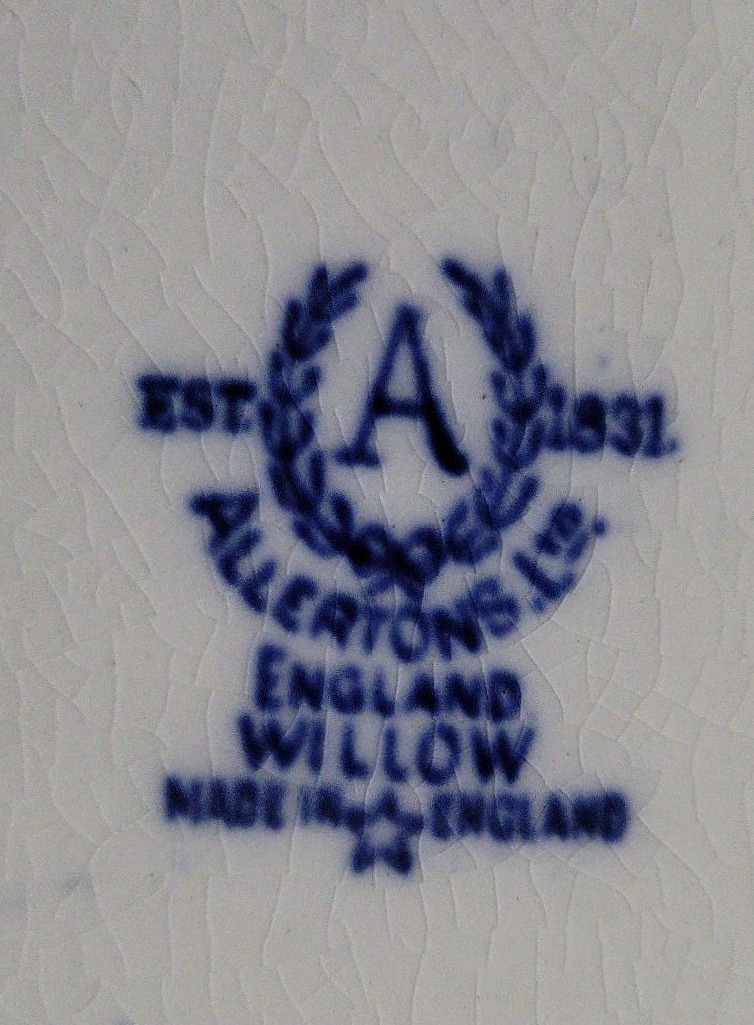 A
EST. 1831.
ALLERTONS LTD.
ENGLAND
WILLOW
MADE IN ENGLAND